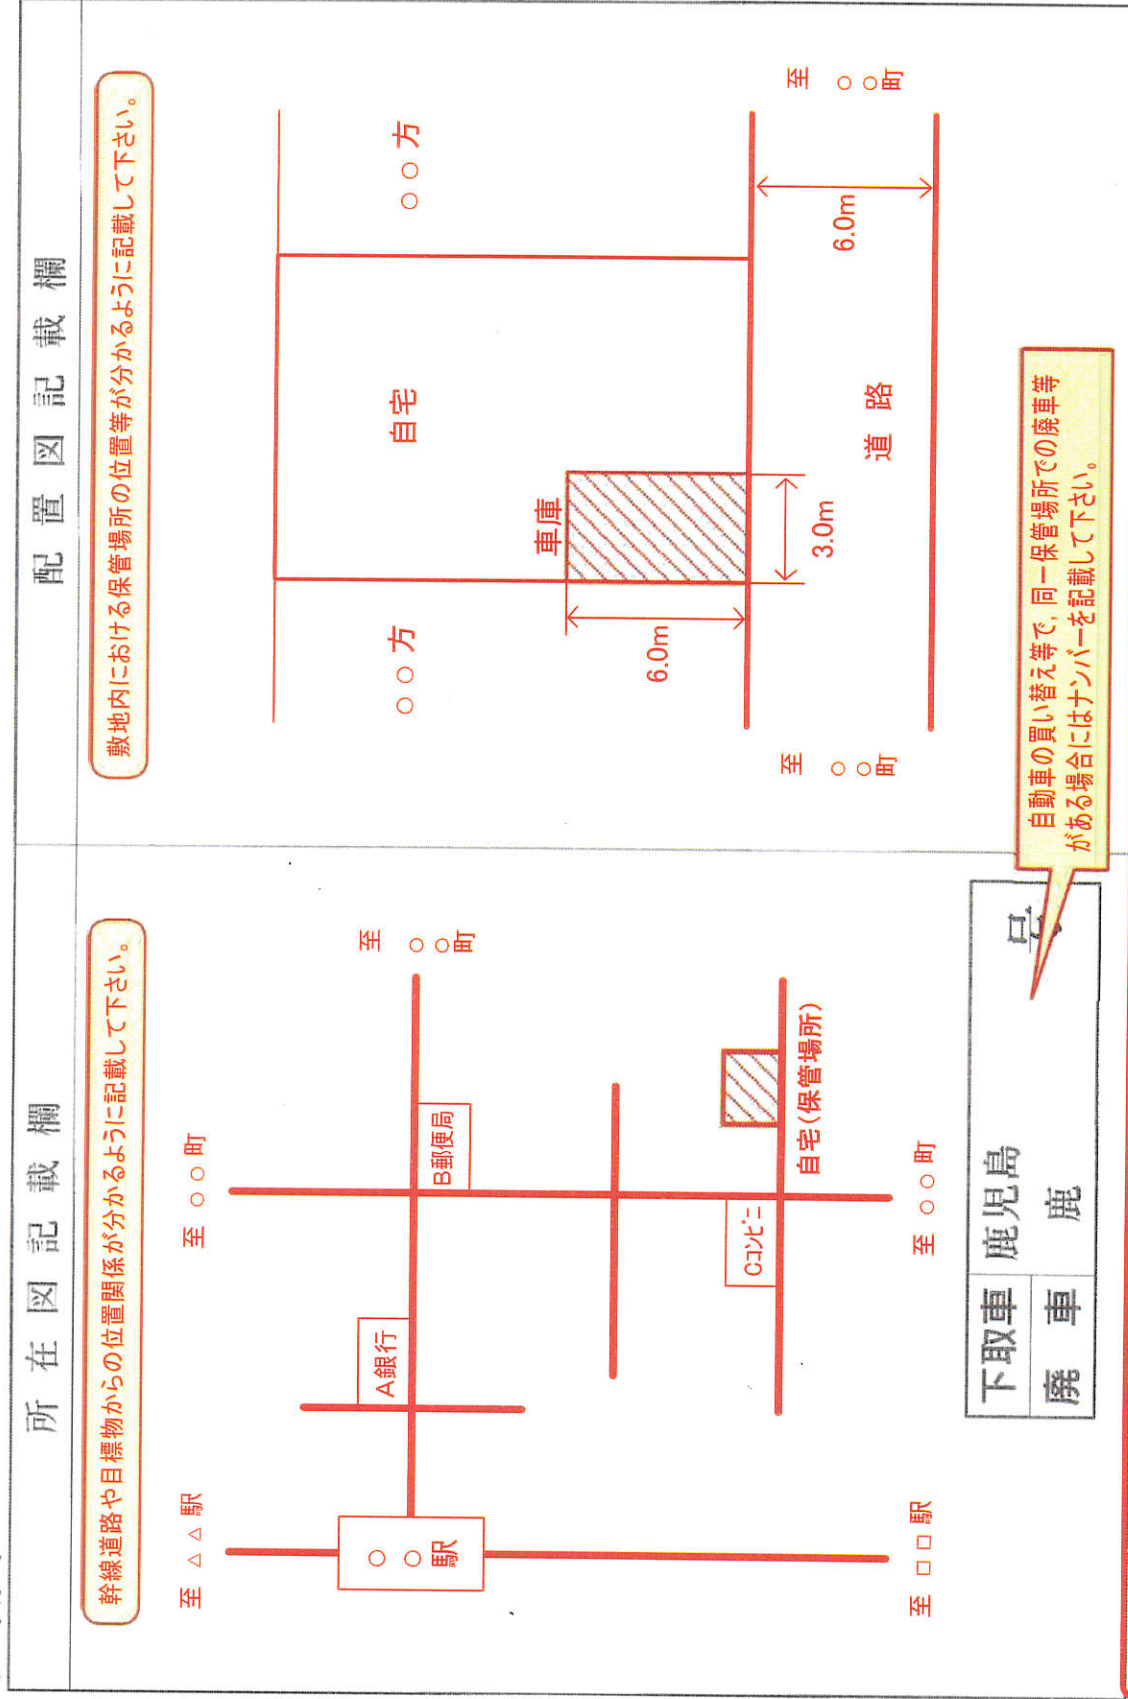 所在図記載欄
幹線道路や目標物からの位置関係が分かるように記載して下さい。
至 △△駅
至 ○○町
A銀行
B郵便局
至 ○○町
○○駅
Cコンビニ
自宅(保管場所)
至 □□駅
至 ○○町
下取車 鹿児島
廃車 鹿
号
配置図記載欄
敷地内における保管場所の位置等が分かるように記載して下さい。
○○方
自宅
○○方
車庫
6.0m
3.0m
6.0m
道路
至 ○○町
至 ○○町
自動車の買い替え等で、同一保管場所での廃車等
がある場合にはナンバーを記載して下さい。